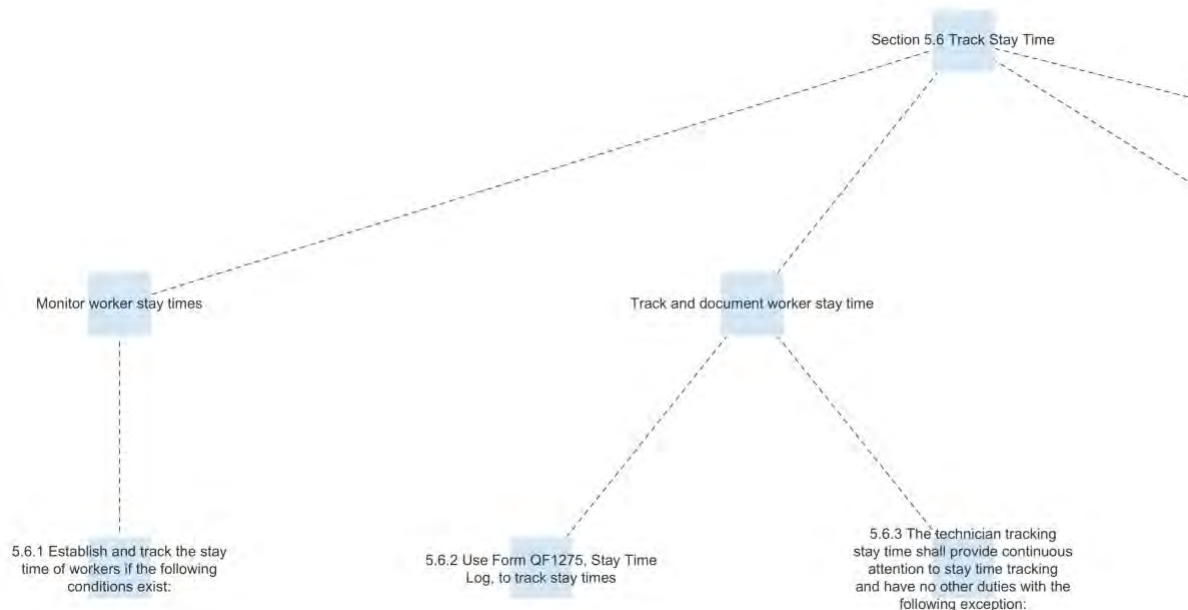 Section 5.6 Track Stay Time
Monitor worker stay times
Track and document worker stay time
5.6.1 Establish and track the stay
time of workers if the following
conditions exist:
5.6.2 Use Form QF1275, Stay Time
Log, to track stay times
5.6.3 The technician tracking
stay time shall provide continuous
attention to stay time tracking
and have no other duties with the
following exception: